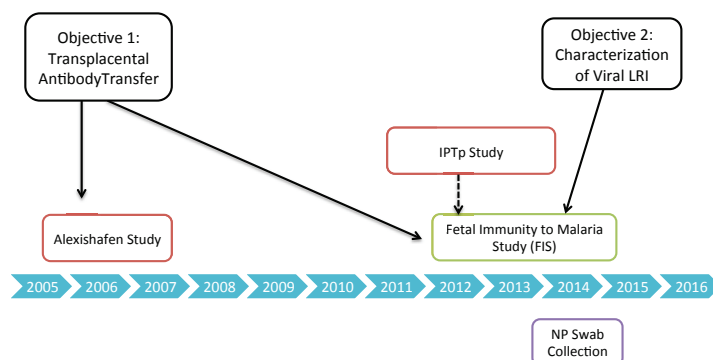 Objective 1:
Transplacental
AntibodyTransfer
Objective 2:
Characterization
of Viral LRI
IPTp Study
Alexishafen Study
Fetal Immunity to Malaria
Study (FIS)
2005 2006 2007 2008 2009 2010 2011 2012 2013 2014 2015 2016
NP Swab
Collection